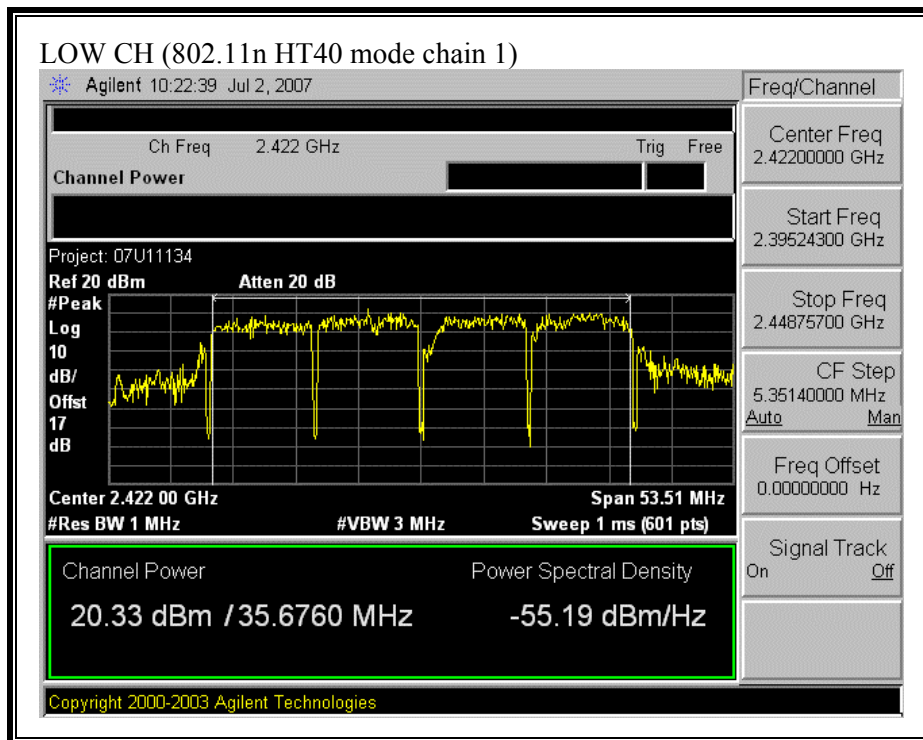 LOW CH (802.11n HT40 mode chain 1)
Agilent 10:22:39 Jul 2, 2007
Freq/Channel
Ch Freq 2.422 GHz Trig Free
Channel Power
Center Freq
2.42200000 GHz
Start Freq
2.39524300 GHz
Stop Freq
2.44875700 GHz
CF Step
5.35140000 MHz
Auto Man
Freq Offset
0.00000000 Hz
Signal Track
On Off
Project: 07U11134
Ref 20 dBm Atten 20 dB
#Peak
Log
10
dB/
Offst
17
dB
Center 2.422 00 GHz Span 53.51 MHz
#Res BW 1 MHz #VBW 3 MHz Sweep 1 ms (601 pts)
Channel Power Power Spectral Density
20.33 dBm / 35.6760 MHz -55.19 dBm/Hz
Copyright 2000-2003 Agilent Technologies